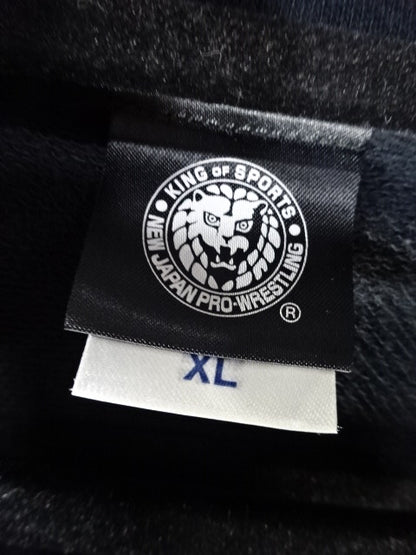 • KING OF SPORTS •
NEW JAPAN PRO-WRESTLING
®
XL